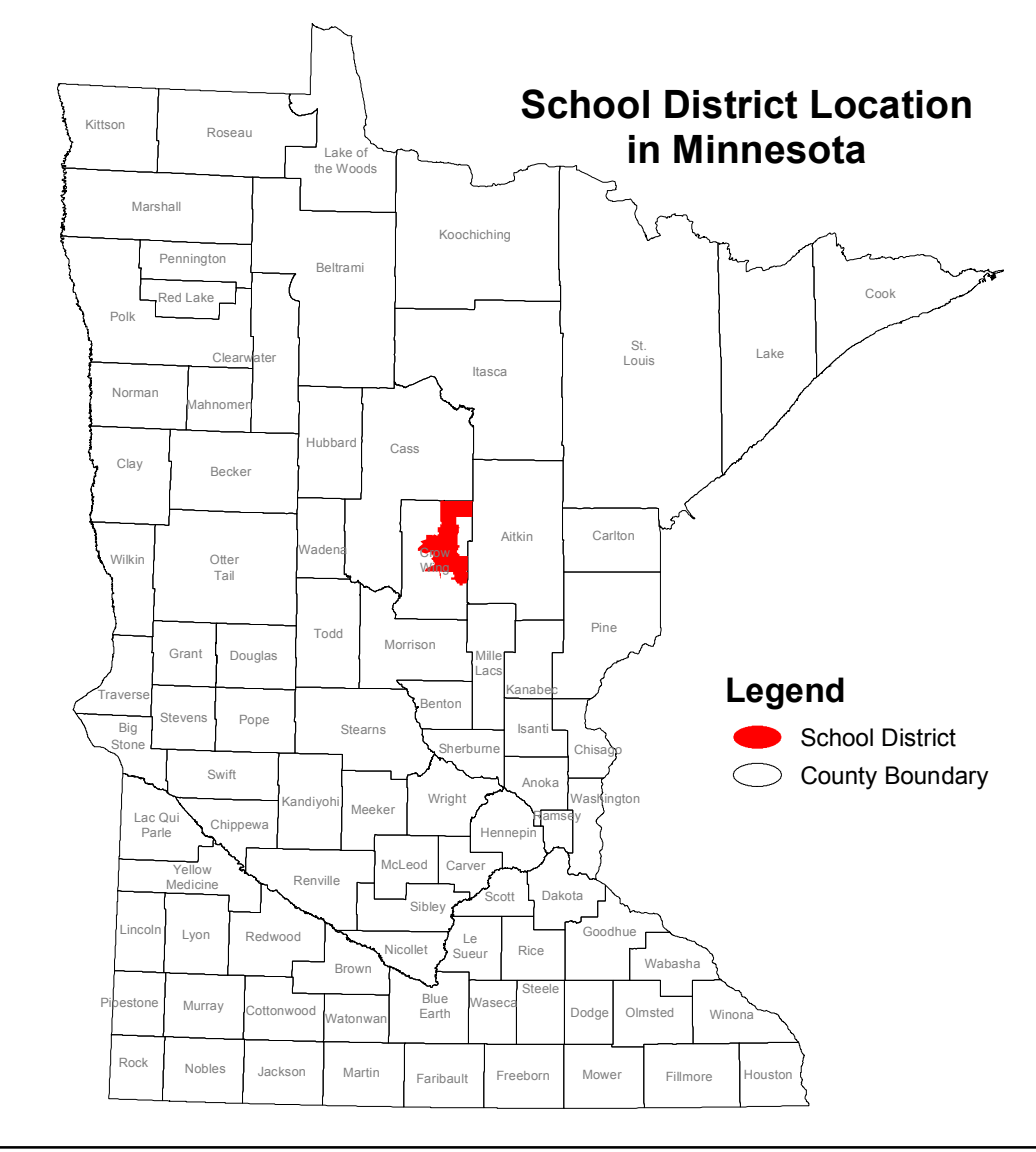 School District Location
in Minnesota
Kittson
Roseau
Lake of
the Woods
Marshall
Koochiching
Pennington
Beltrami
Red Lake
Cook
Polk
St.
Louis
Lake
Clearwater
Itasca
Norman
Mahnomen
Hubbard
Cass
Clay
Becker
Aitkin
Carlton
Wadena
Crow
Wing
Wilkin
Otter
Tail
Pine
Todd
Morrison
Grant
Douglas
Mille
Lacs
Kanabec
Traverse
Benton
Legend
School District
County Boundary
Stevens
Pope
Stearns
Isanti
Big
Stone
Sherburne
Chisago
Swift
Anoka
Kandiyohi
Meeker
Wright
Washington
Ramsey
Lac Qui
Parle
Chippewa
Hennepin
McLeod
Carver
Yellow
Medicine
Renville
Scott
Dakota
Sibley
Lincoln
Lyon
Redwood
Nicollet
Le
Sueur
Rice
Goodhue
Brown
Wabasha
Pipestone
Murray
Cottonwood
Watonwan
Blue
Earth
Waseca
Steele
Dodge
Olmsted
Winona
Rock
Nobles
Jackson
Martin
Faribault
Freeborn
Mower
Fillmore
Houston